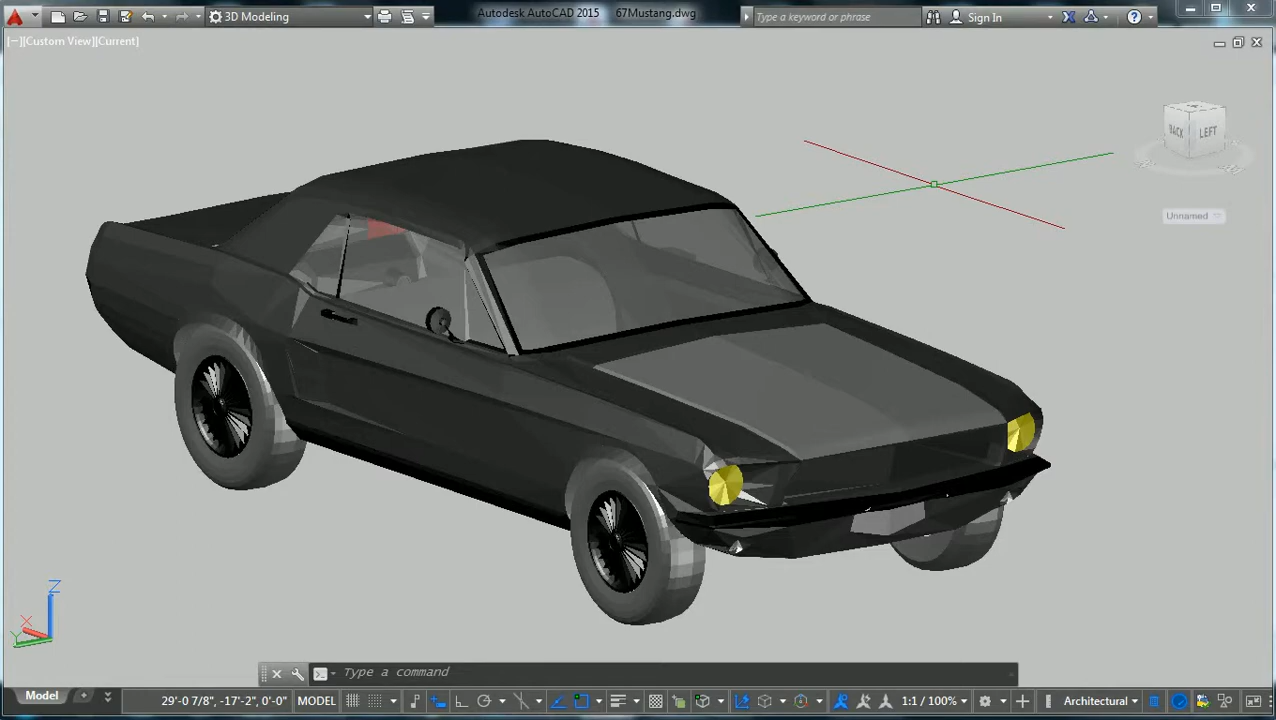 3D Modeling
Autodesk AutoCAD 2015 67Mustang.dwg
Type a keyword or phrase
Sign In
[−][Custom View][Current]
BACK
LEFT
Unnamed
Z
X
Y
Type a command
Model
29'-0 7/8", -17'-2", 0'-0"
MODEL
1:1 / 100%
Architectural